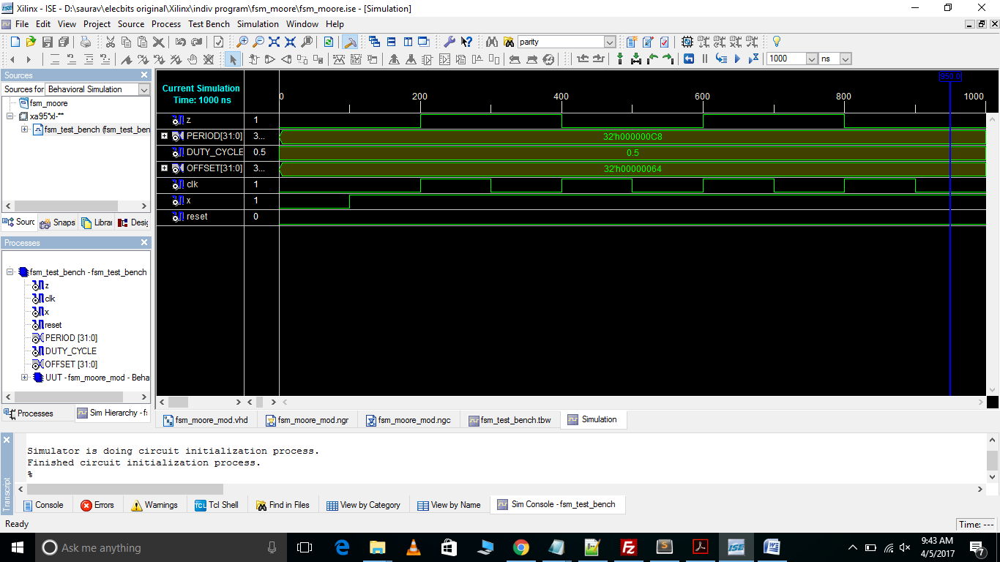 Xilinx - ISE - D:\saurav\elecbits original\Xilinx\indiv program\fsm_moore\fsm_moore.ise - [Simulation]
File Edit View Project Source Process Test Bench Simulation Window Help
parity
1000 ns
Sources
Sources for: Behavioral Simulation
fsm_moore
xa95*xl-**
fsm_test_bench (fsm_test_ben
Sourc Snaps Librar Desig
Processes
fsm_test_bench - fsm_test_bench
z
clk
x
reset
PERIOD [31:0]
DUTY_CYCLE
OFFSET [31:0]
UUT - fsm_moore_mod - Beha
Processes Sim Hierarchy - fs
Current Simulation
Time: 1000 ns
950.0
0 200 400 600 800 1000
z 1
PERIOD[31:0] 3... 32'h000000C8
DUTY_CYCLE 0.5 0.5
OFFSET[31:0] 3... 32'h00000064
clk 1
x 1
reset 0
fsm_moore_mod.vhd fsm_moore_mod.ngr fsm_moore_mod.ngc fsm_test_bench.tbw Simulation
Transcript
Simulator is doing circuit initialization process.
Finished circuit initialization process.
%
Console Errors Warnings Tcl Shell Find in Files View by Category View by Name Sim Console - fsm_test_bench
TCL
Ready
Time: ---
Ask me anything
ISE
9:43 AM
4/5/2017
7